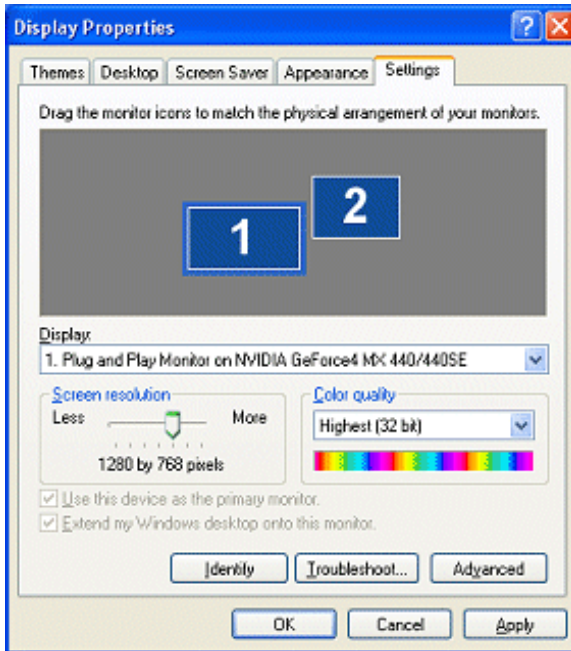 Display Properties
Themes Desktop Screen Saver Appearance Settings
Drag the monitor icons to match the physical arrangement of your monitors.
1 2
Display:
1. Plug and Play Monitor on NVIDIA GeForce4 MX 440/440SE
Screen resolution Color quality
Less More Highest (32 bit)
1280 by 768 pixels
Use this device as the primary monitor.
Extend my Windows desktop onto this monitor.
Identify Troubleshoot... Advanced
OK Cancel Apply